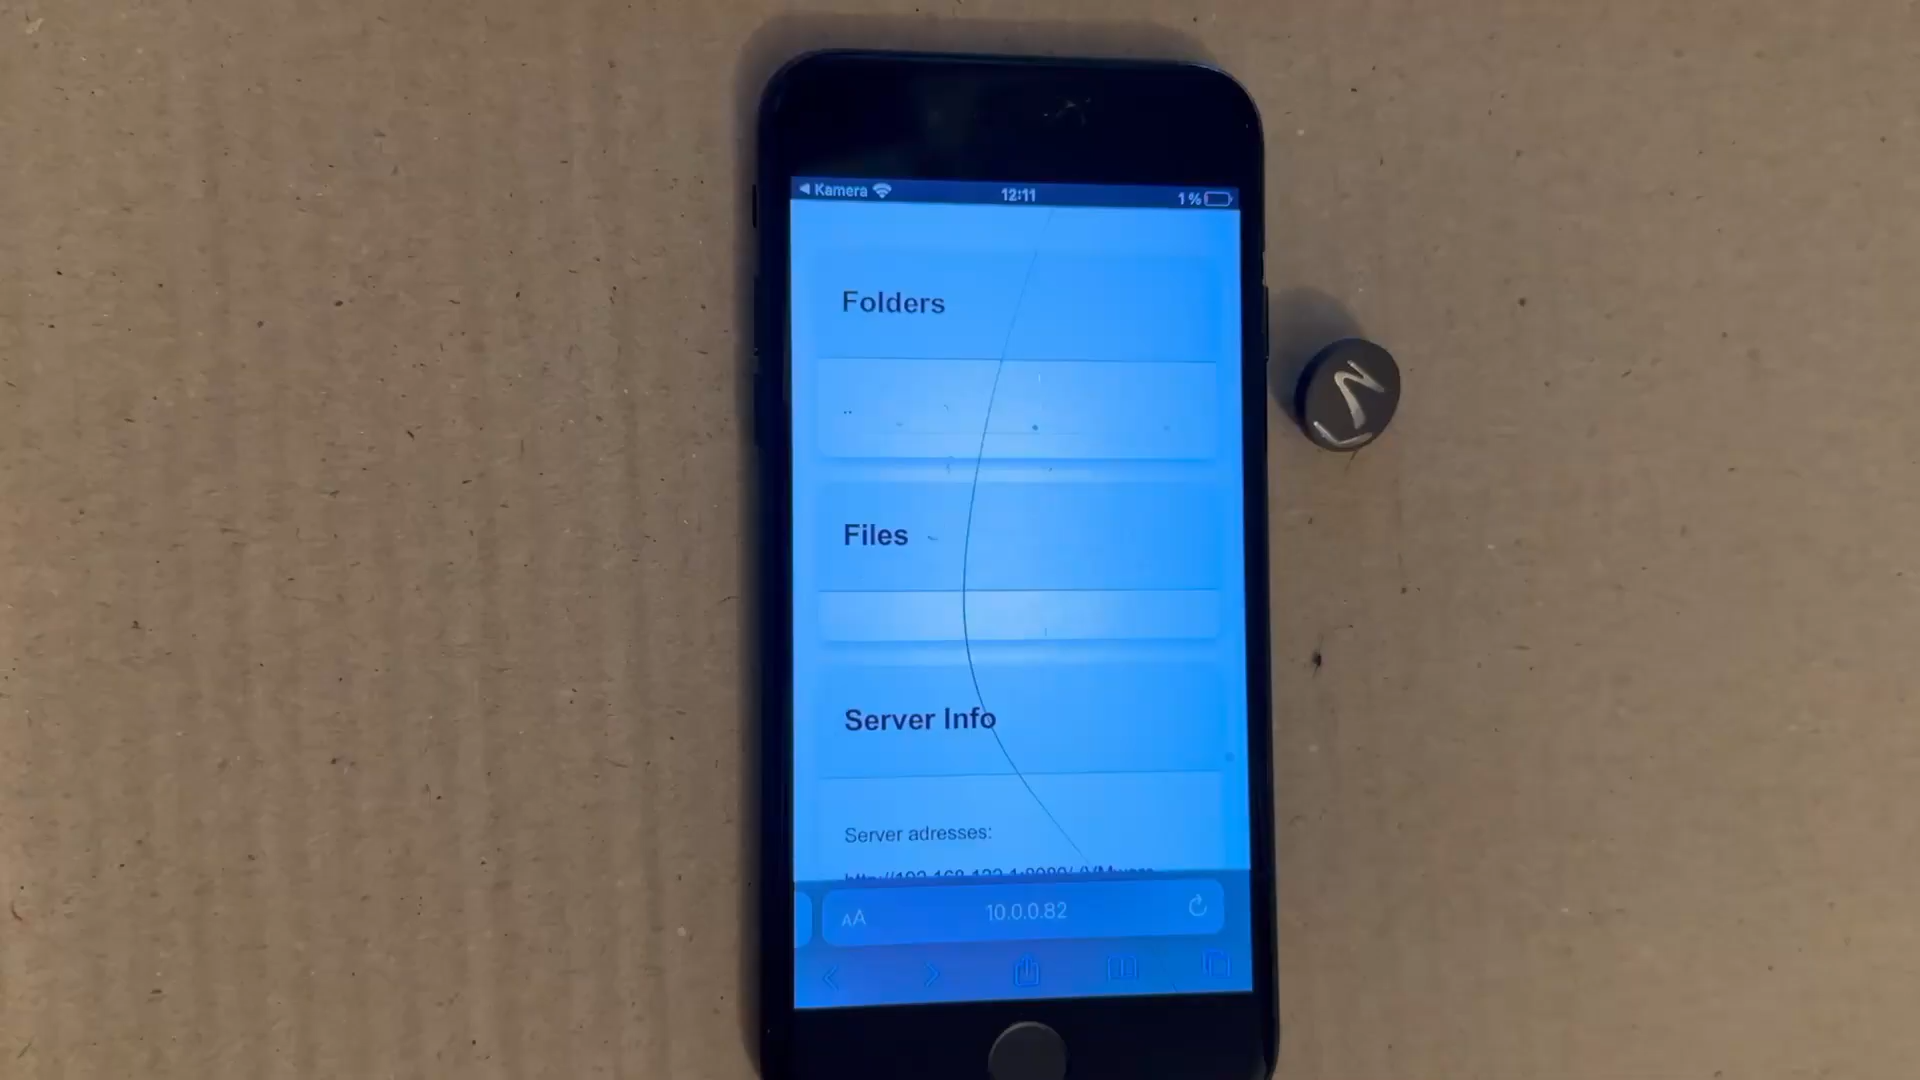 ◀ Kamera 12:11 1 %
Folders
..
Files
Server Info
Server adresses:
AA 10.0.0.82